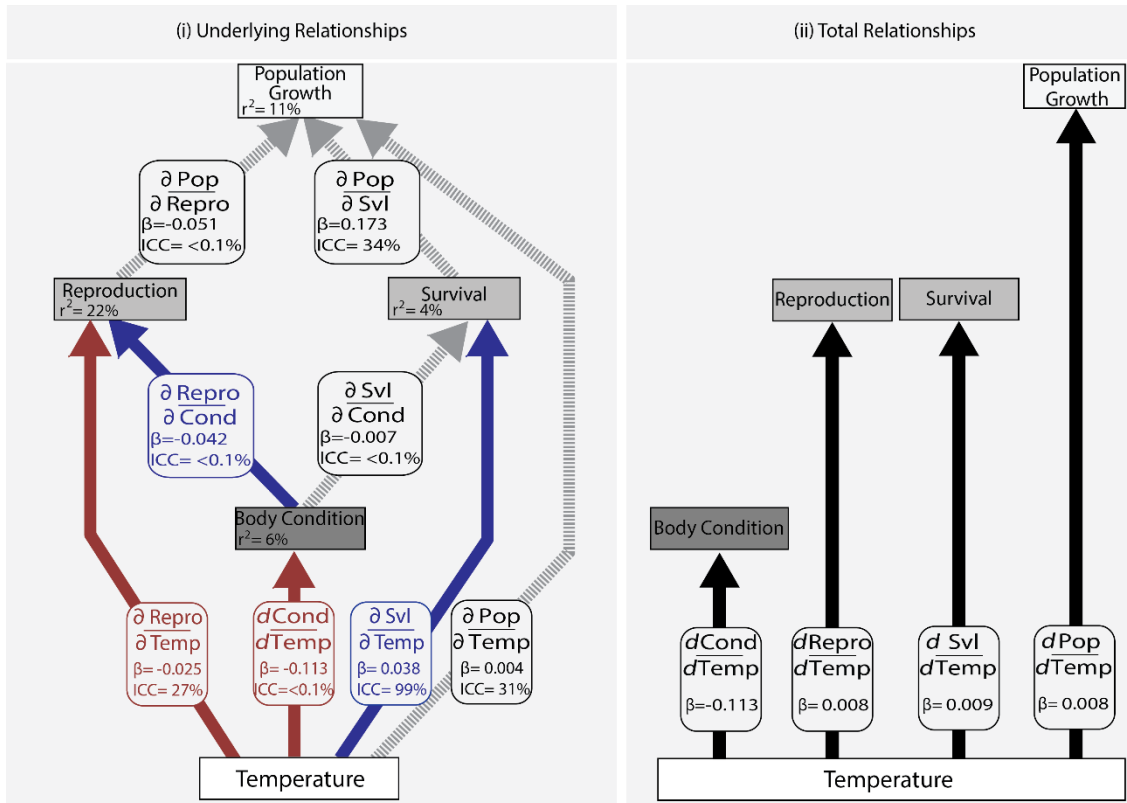 (i) Underlying Relationships
Population
Growth
r²= 11%
∂ Pop
∂ Repro
β=-0.051
ICC= <0.1%
∂ Pop
∂ Svl
β=0.173
ICC= 34%
Reproduction
r²= 22%
Survival
r²= 4%
∂ Repro
∂ Cond
β=-0.042
ICC= <0.1%
∂ Svl
∂ Cond
β=-0.007
ICC= <0.1%
Body Condition
r²= 6%
∂ Repro
∂ Temp
β= -0.025
ICC= 27%
dCond
dTemp
β= -0.113
ICC=<0.1%
∂ Svl
∂ Temp
β= 0.038
ICC= 99%
∂ Pop
∂ Temp
β= 0.004
ICC= 31%
Temperature
(ii) Total Relationships
Population
Growth
Reproduction
Survival
Body Condition
dCond
dTemp
β=-0.113
dRepro
dTemp
β= 0.008
d Svl
dTemp
β= 0.009
dPop
dTemp
β= 0.008
Temperature